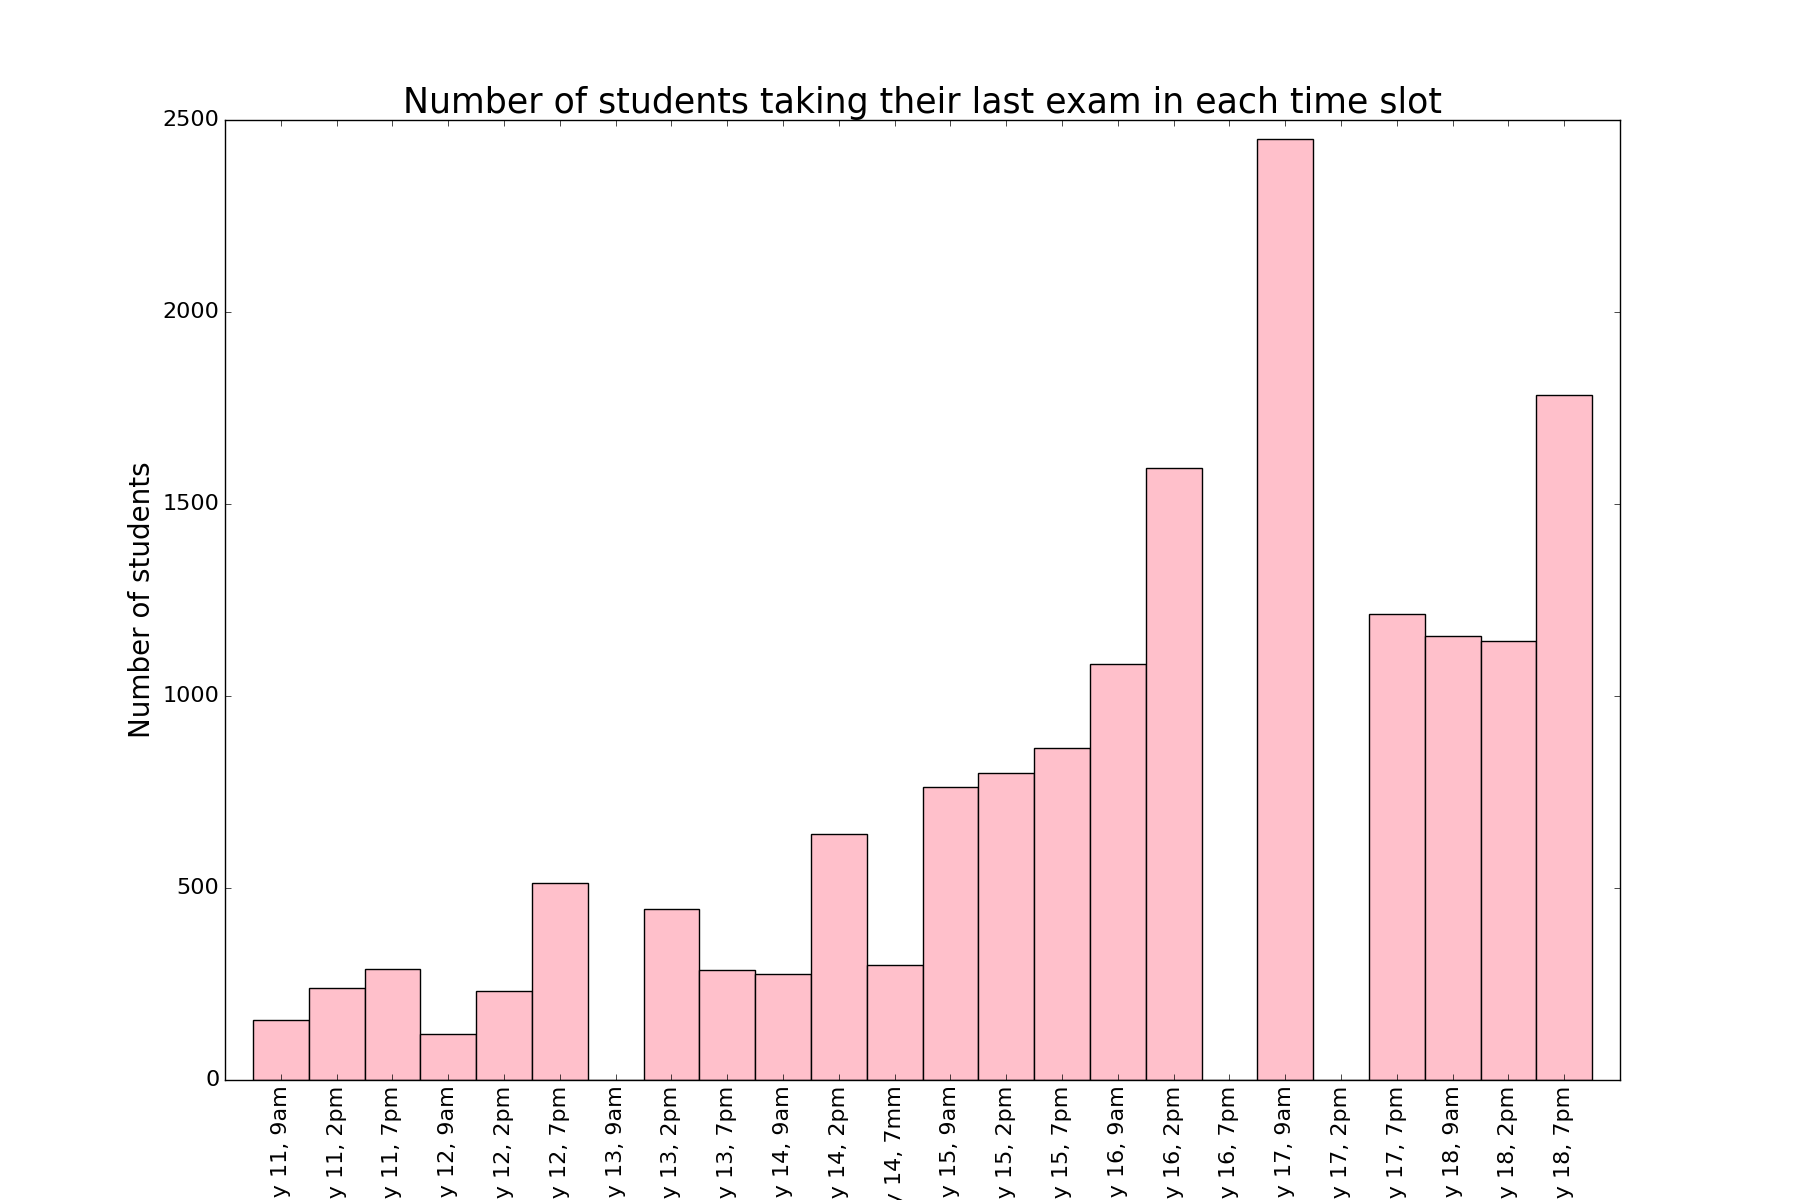 Number of students taking their last exam in each time slot
Number of students
2500
2000
1500
1000
500
0
y 11, 9am
y 11, 2pm
y 11, 7pm
y 12, 9am
y 12, 2pm
y 12, 7pm
y 13, 9am
y 13, 2pm
y 13, 7pm
y 14, 9am
y 14, 2pm
y 14, 7mm
y 15, 9am
y 15, 2pm
y 15, 7pm
y 16, 9am
y 16, 2pm
y 16, 7pm
y 17, 9am
y 17, 2pm
y 17, 7pm
y 18, 9am
y 18, 2pm
y 18, 7pm